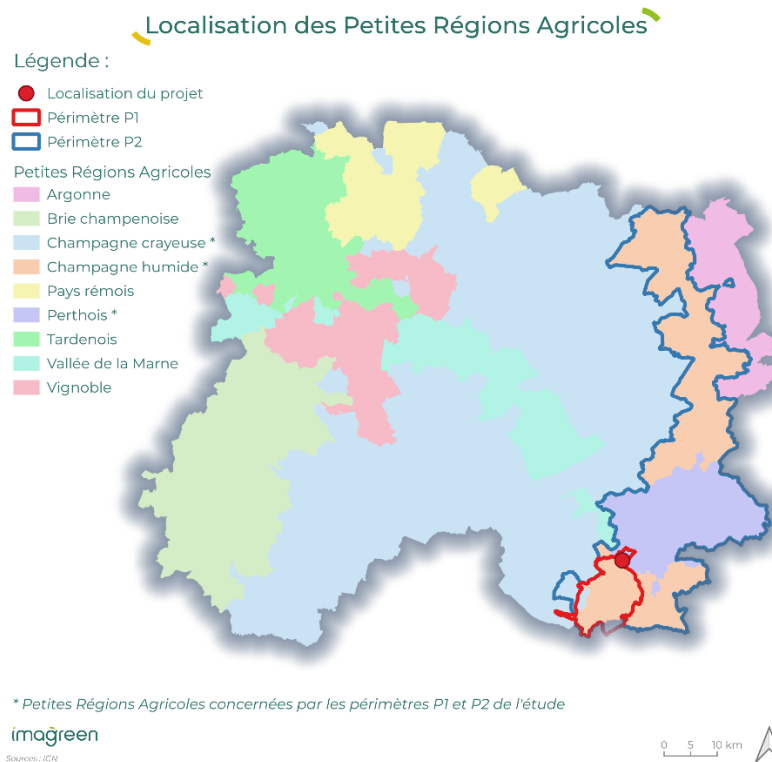 Localisation des Petites Régions Agricoles
Légende :
Localisation du projet
Périmètre P1
Périmètre P2
Petites Régions Agricoles
Argonne
Brie champenoise
Champagne crayeuse *
Champagne humide *
Pays rémois
Perthois *
Tardenois
Vallée de la Marne
Vignoble
* Petites Régions Agricoles concernées par les périmètres P1 et P2 de l'étude
imagreen
Sources : IGN
0 5 10 km